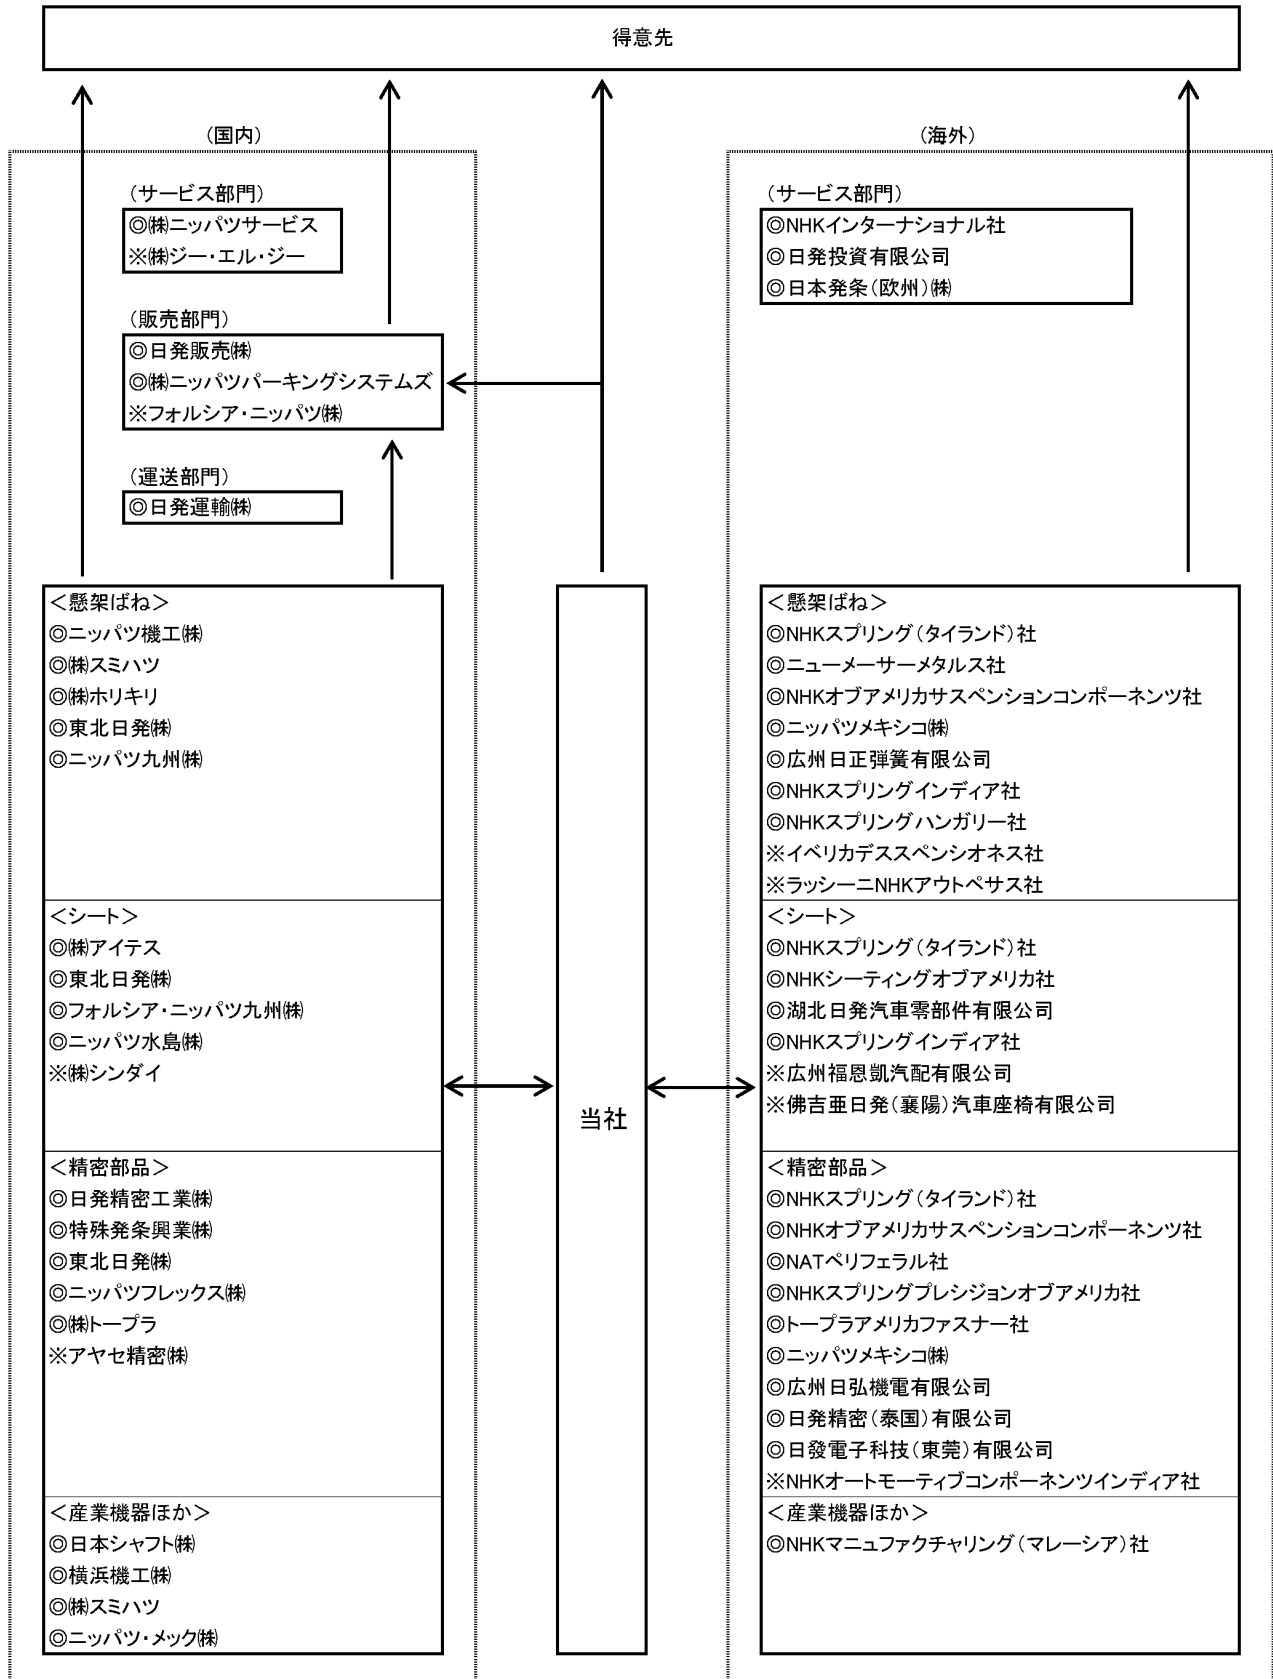 得意先
(国内)
(サービス部門)
◎㈱ニッパツサービス
※㈱ジー・エル・ジー
(販売部門)
◎日発販売㈱
◎㈱ニッパツパーキングシステムズ
※フォルシア・ニッパツ㈱
(運送部門)
◎日発運輸㈱
<懸架ばね>
◎ニッパツ機工㈱
◎㈱スミハツ
◎㈱ホリキリ
◎東北日発㈱
◎ニッパツ九州㈱
<シート>
◎㈱アイテス
◎東北日発㈱
◎フォルシア・ニッパツ九州㈱
◎ニッパツ水島㈱
※㈱シンダイ
<精密部品>
◎日発精密工業㈱
◎特殊発条興業㈱
◎東北日発㈱
◎ニッパツフレックス㈱
◎㈱トープラ
※アヤセ精密㈱
<産業機器ほか>
◎日本シャフト㈱
◎横浜機工㈱
◎㈱スミハツ
◎ニッパツ・メック㈱
当社
(海外)
(サービス部門)
◎NHKインターナショナル社
◎日発投資有限公司
◎日本発条(欧州)㈱
<懸架ばね>
◎NHKスプリング(タイランド)社
◎ニューメーサーメタルス社
◎NHKオブアメリカサスペンションコンポーネンツ社
◎ニッパツメキシコ㈱
◎広州日正弾簧有限公司
◎NHKスプリングインディア社
◎NHKスプリングハンガリー社
※イベリカデススペンシオネス社
※ラッシーニNHKアウトペサス社
<シート>
◎NHKスプリング(タイランド)社
◎NHKシーティングオブアメリカ社
◎湖北日発汽車零部件有限公司
◎NHKスプリングインディア社
※広州福恩凱汽配有限公司
※佛吉亜日発(襄陽)汽車座椅有限公司
<精密部品>
◎NHKスプリング(タイランド)社
◎NHKオブアメリカサスペンションコンポーネンツ社
◎NATペリフェラル社
◎NHKスプリングプレシジョンオブアメリカ社
◎トープラアメリカファスナー社
◎ニッパツメキシコ㈱
◎広州日弘機電有限公司
◎日発精密(泰国)有限公司
◎日發電子科技(東莞)有限公司
※NHKオートモーティブコンポーネンツインディア社
<産業機器ほか>
◎NHKマニュファクチャリング(マレーシア)社